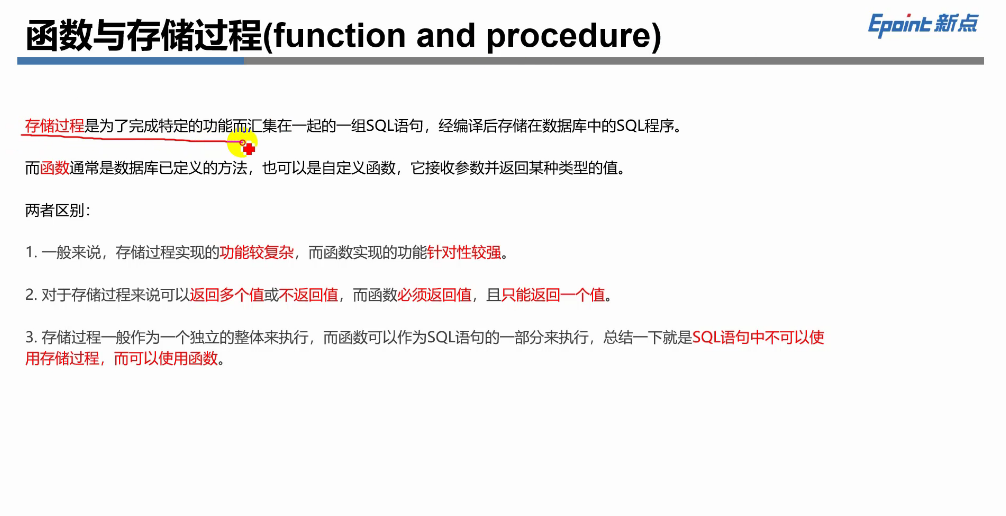 函数与存储过程(function and procedure)
Epoint 新点
存储过程是为了完成特定的功能而汇集在一起的一组SQL语句，经编译后存储在数据库中的SQL程序。
而函数通常是数据库已定义的方法，也可以是自定义函数，它接收参数并返回某种类型的值。
两者区别：
1. 一般来说，存储过程实现的功能较复杂，而函数实现的功能针对性较强。
2. 对于存储过程来说可以返回多个值或不返回值，而函数必须返回值，且只能返回一个值。
3. 存储过程一般作为一个独立的整体来执行，而函数可以作为SQL语句的一部分来执行，总结一下就是SQL语句中不可以使
用存储过程，而可以使用函数。